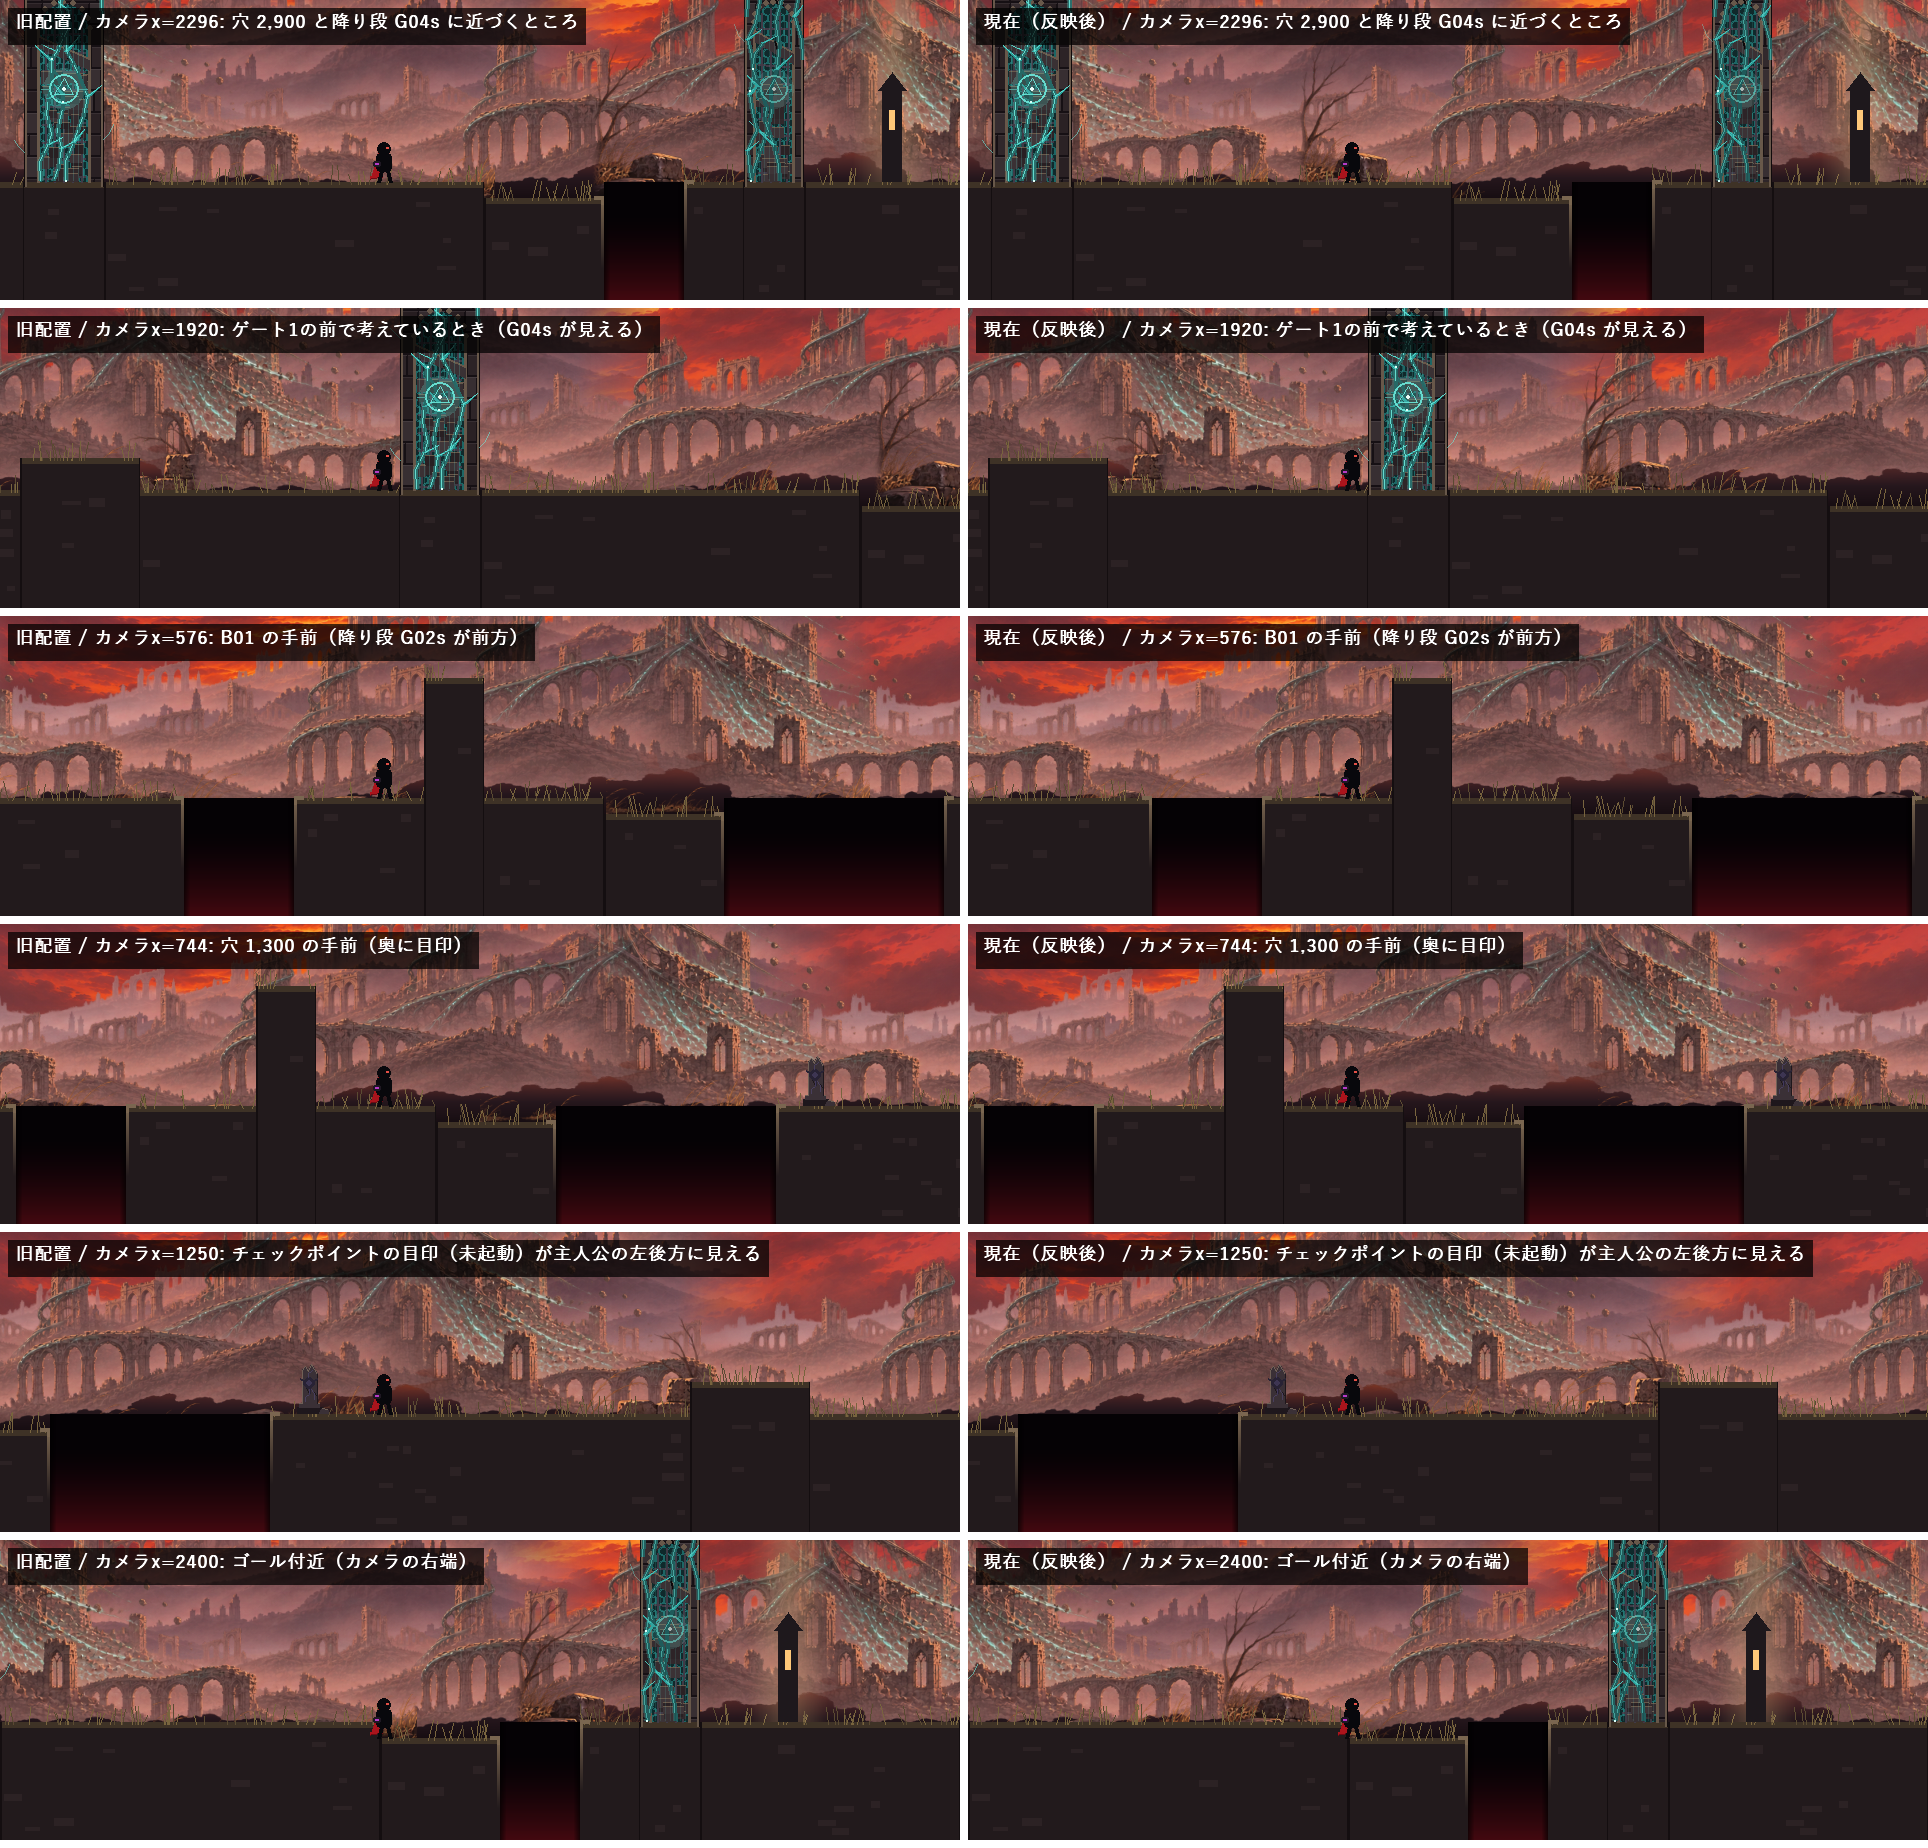 旧配置 / カメラx=2296: 穴 2,900 と降り段 G04s に近づくところ
現在（反映後） / カメラx=2296: 穴 2,900 と降り段 G04s に近づくところ
旧配置 / カメラx=1920: ゲート1の前で考えているとき（G04s が見える）
現在（反映後） / カメラx=1920: ゲート1の前で考えているとき（G04s が見える）
旧配置 / カメラx=576: B01 の手前（降り段 G02s が前方）
現在（反映後） / カメラx=576: B01 の手前（降り段 G02s が前方）
旧配置 / カメラx=744: 穴 1,300 の手前（奥に目印）
現在（反映後） / カメラx=744: 穴 1,300 の手前（奥に目印）
旧配置 / カメラx=1250: チェックポイントの目印（未起動）が主人公の左後方に見える
現在（反映後） / カメラx=1250: チェックポイントの目印（未起動）が主人公の左後方に見える
旧配置 / カメラx=2400: ゴール付近（カメラの右端）
現在（反映後） / カメラx=2400: ゴール付近（カメラの右端）